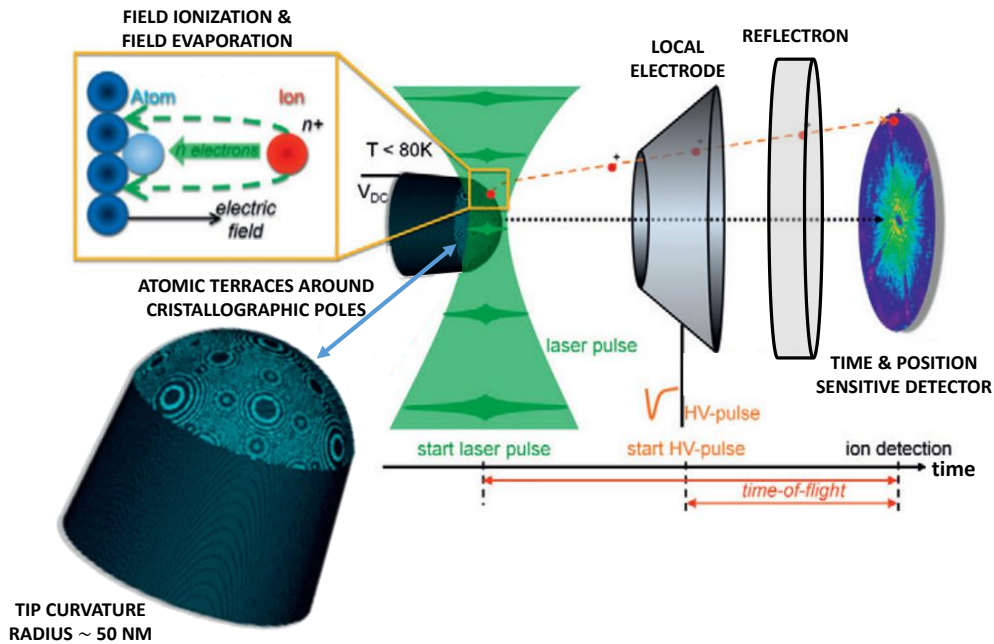 FIELD IONIZATION &
FIELD EVAPORATION
Atom
Ion
n+
n electrons
electric
field
T < 80K
V_DC
LOCAL
ELECTRODE
REFLECTRON
+
+
+
+
ATOMIC TERRACES AROUND
CRISTALLOGRAPHIC POLES
laser pulse
TIME & POSITION
SENSITIVE DETECTOR
HV-pulse
start laser pulse
start HV-pulse
ion detection
time
time-of-flight
TIP CURVATURE
RADIUS ~ 50 NM